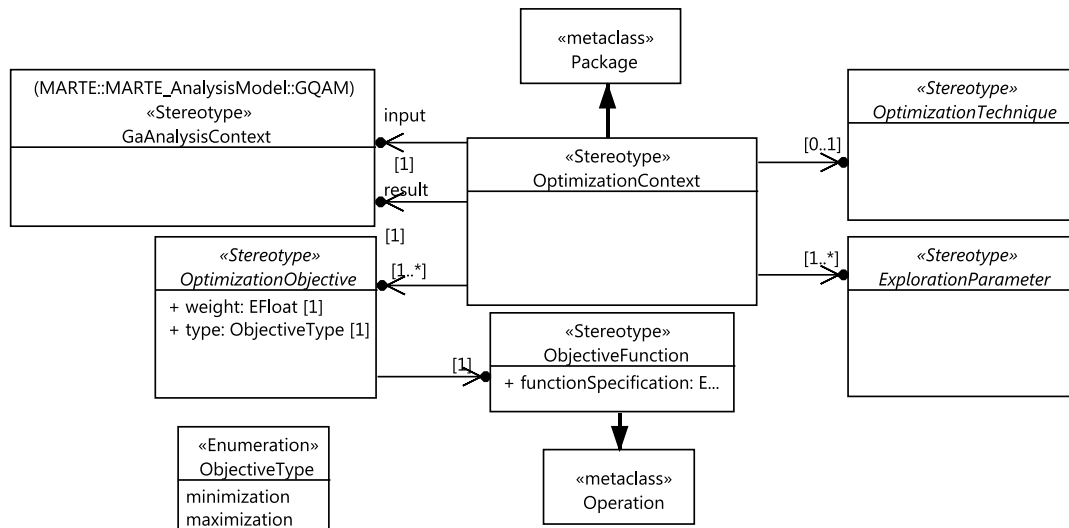 «metaclass»
Package
(MARTE::MARTE_AnalysisModel::GQAM)
«Stereotype»
GaAnalysisContext
input
[1]
result
[1]
«Stereotype»
OptimizationContext
[0..1]
«Stereotype»
OptimizationTechnique
«Stereotype»
OptimizationObjective
+ weight: EFloat [1]
+ type: ObjectiveType [1]
[1..*]
[1..*]
«Stereotype»
ExplorationParameter
[1]
«Stereotype»
ObjectiveFunction
+ functionSpecification: E...
«Enumeration»
ObjectiveType
minimization
maximization
«metaclass»
Operation